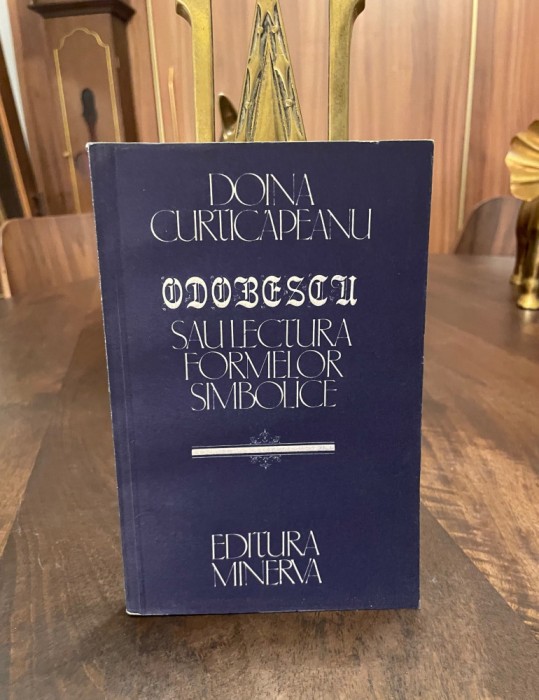 DOINA
CURTICAPEANU
ODOBESCU
SAU LECTURA
FORMELOR
SIMBOLICE
EDITURA
MINERVA